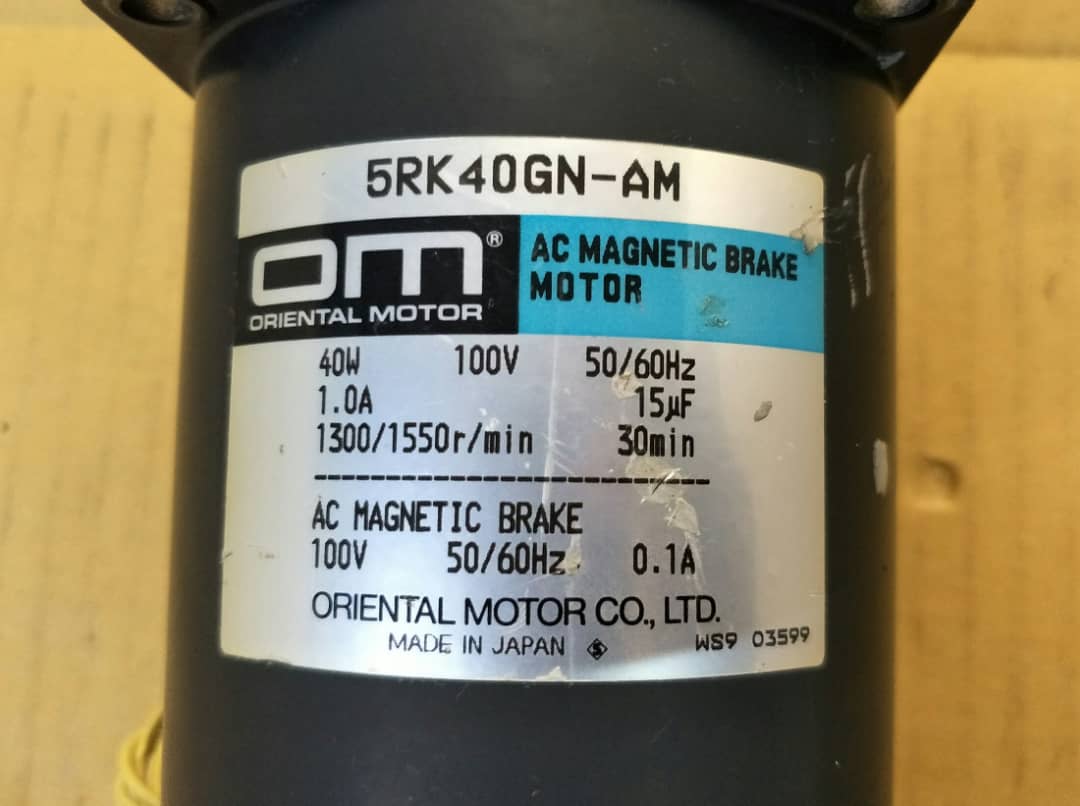 5RK40GN-AM
OM® 
ORIENTAL MOTOR
AC MAGNETIC BRAKE
MOTOR
40W 100V 50/60Hz
1.0A 15µF
1300/1550r/min 30min
--------------------------------
AC MAGNETIC BRAKE
100V 50/60Hz 0.1A
ORIENTAL MOTOR CO., LTD.
MADE IN JAPAN S WS9 03599